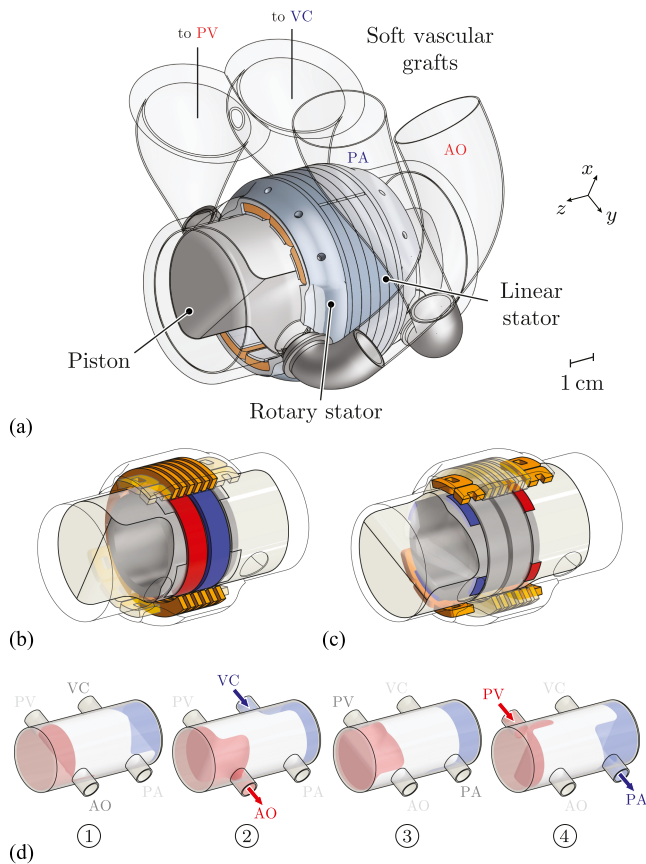 to PV
to VC
Soft vascular
grafts
PA
AO
x
z
y
Linear
stator
Piston
1 cm
Rotary stator
(a)
(b)
(c)
PV
VC
AO
PA
1
PV
VC
AO
PA
2
PV
VC
AO
PA
3
PV
VC
AO
PA
4
(d)